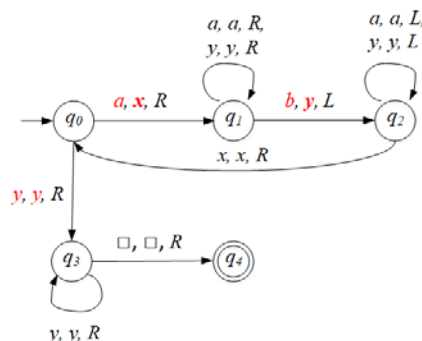 a, a, R,
y, y, R
a, a, L,
y, y, L
a, x, R
b, y, L
q0
q1
q2
x, x, R
y, y, R
□, □, R
q3
q4
y, y, R